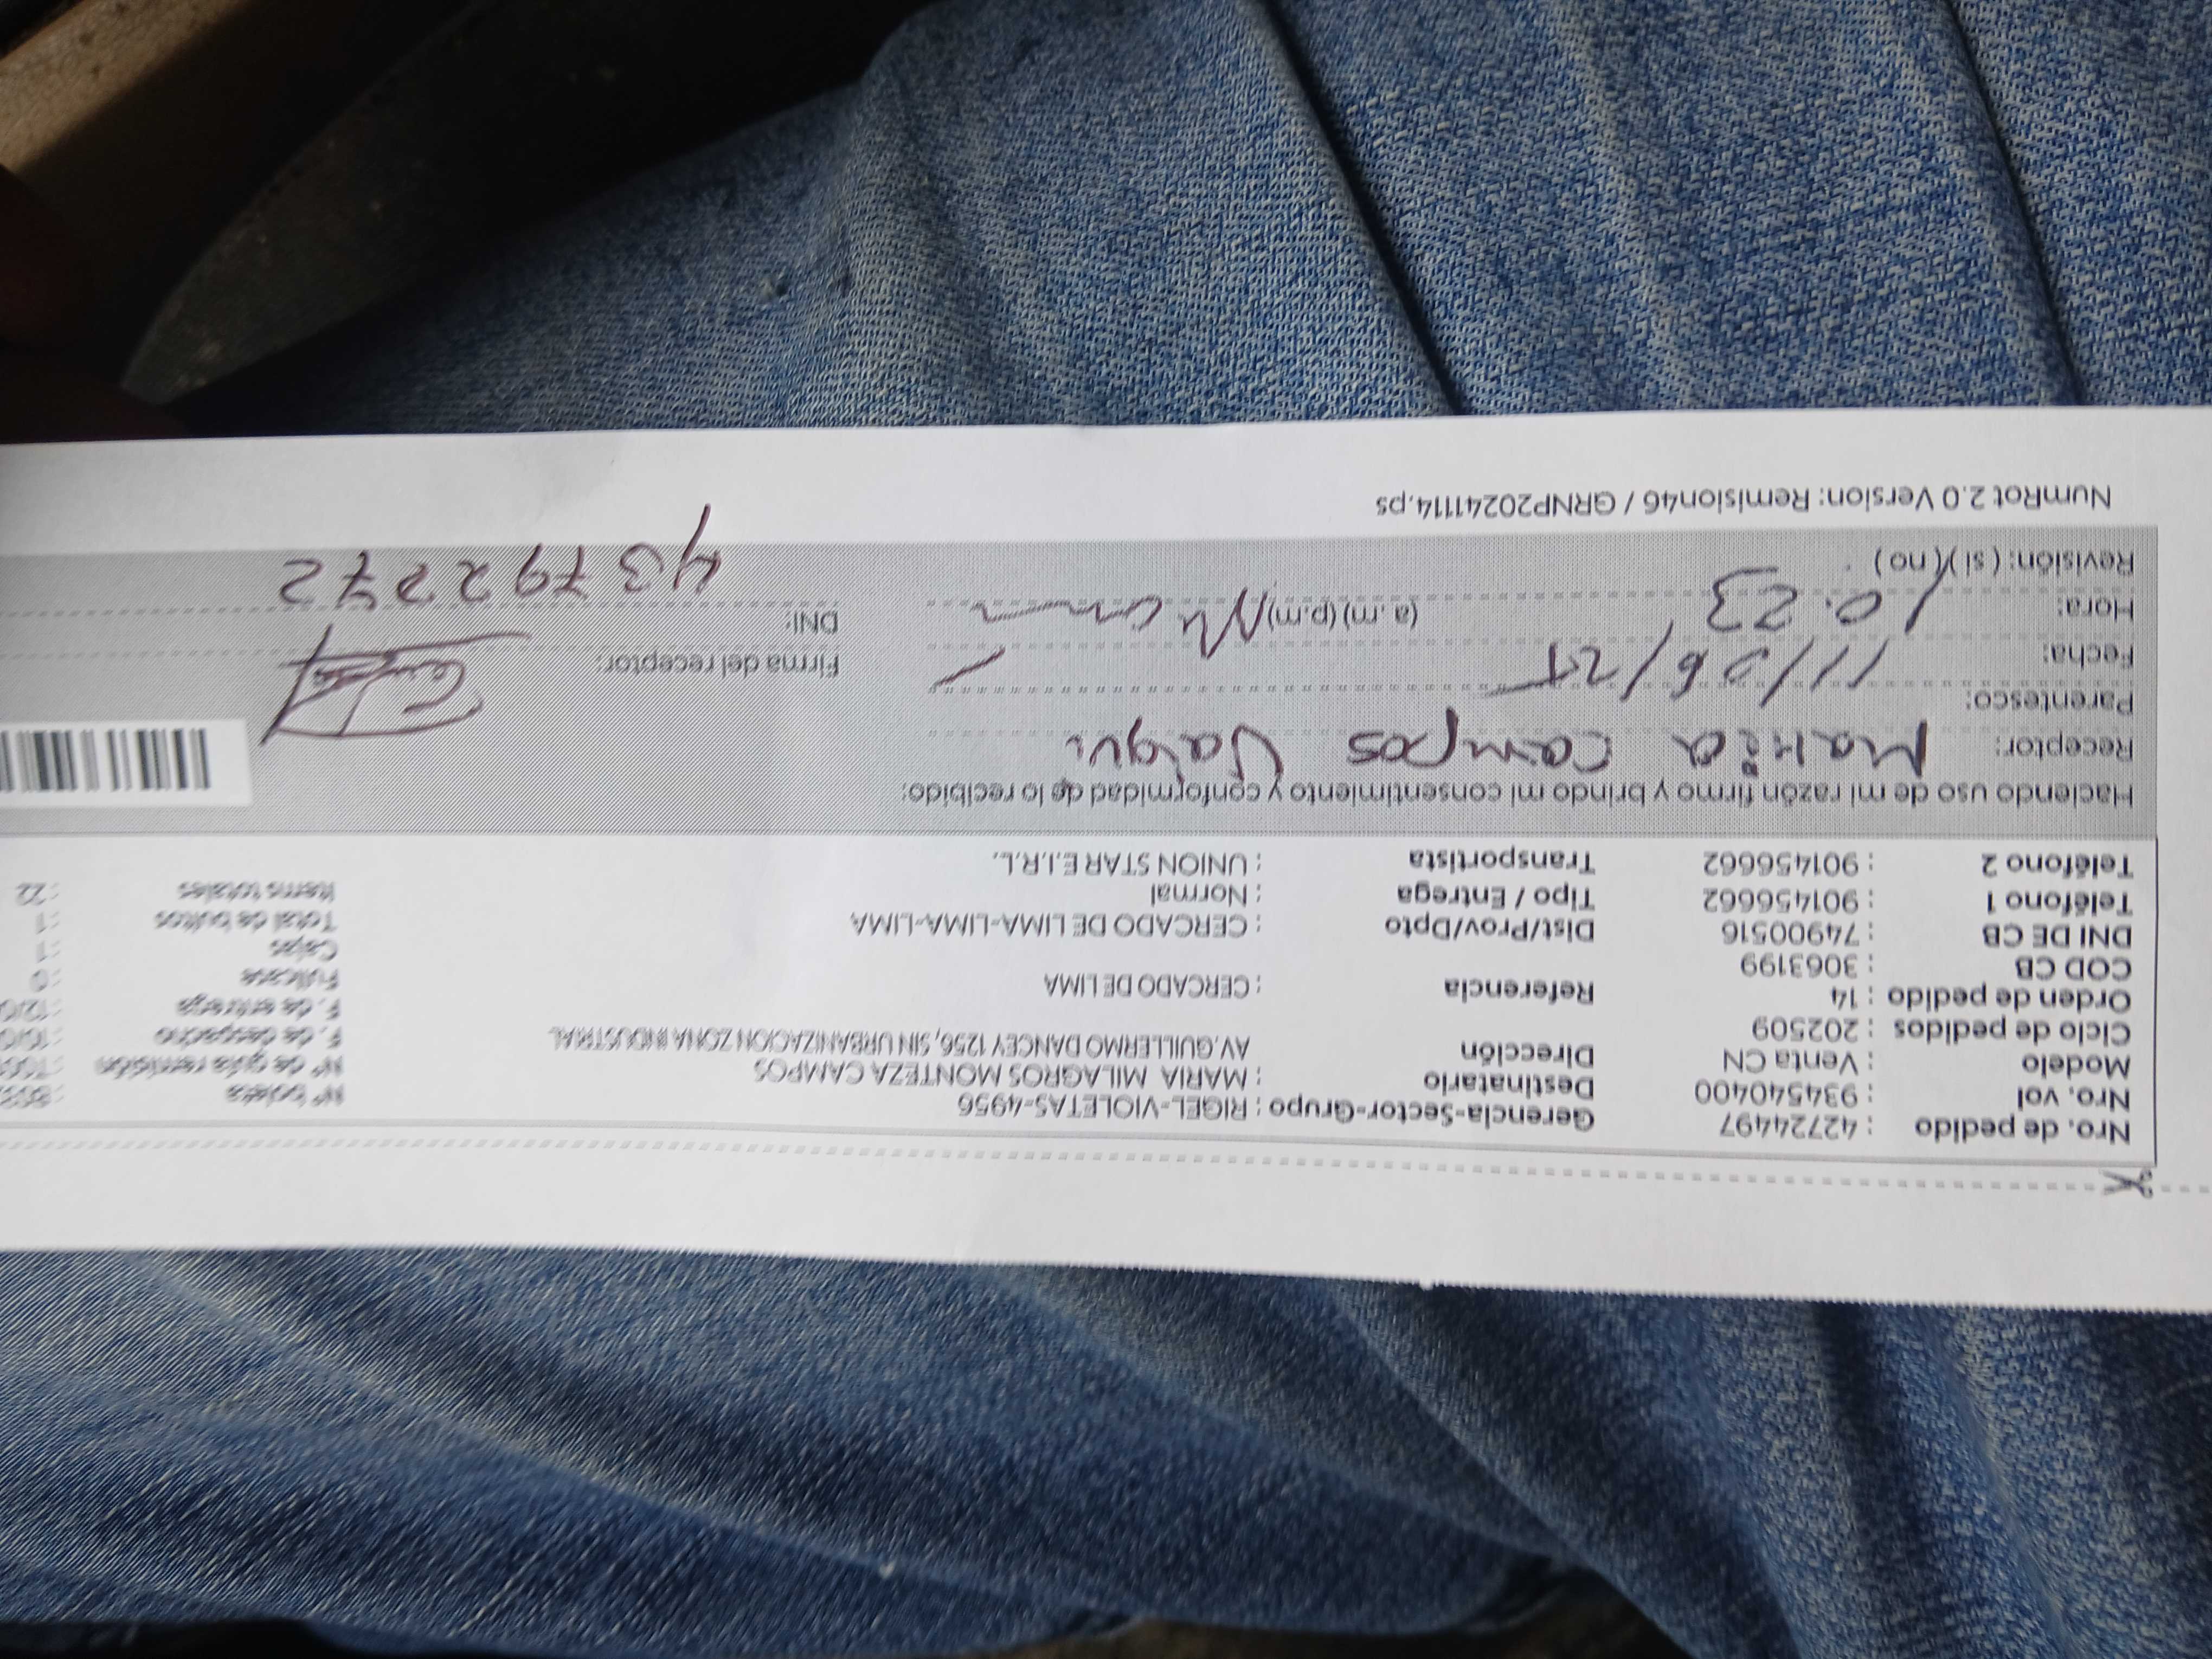 Nro. de pedido : 42724497 Gerencia-Sector-Grupo : RIGEL-VIOLETAS-4956 Nº boleta
Nro. vol : 934540400 Destinatario : MARIA MILAGROS MONTEZA CAMPOS Nº de guía remisión
Modelo : Venta CN Dirección AV.GUILLERMO DANCEY 1256, SIN URBANIZACION ZONA INDUSTRIAL F. de despacho
Ciclo de pedidos : 202509 F. de entrega
Orden de pedido : 14 Referencia : CERCADO DE LIMA Fullcase : 0
COD CB : 3063199 Cajas : 1
DNI DE CB : 74900516 Dist/Prov/Dpto : CERCADO DE LIMA-LIMA-LIMA Total de bultos : 1
Teléfono 1 : 901456662 Tipo / Entrega : Normal Items totales : 22
Teléfono 2 : 901456662 Transportista : UNION STAR E.I.R.L.
Haciendo uso de mi razón firmo y brindo mi consentimiento y conformidad de lo recibido:
Receptor: Maria campos
Parentesco:
Fecha: 11/06/25 Firma del receptor:
Hora: 10:23 (a.m) (p.m) DNI: 43792272
Revisión: (si)(no)
NumRot 2.0 Version: Remision46 / GRNP20241114.ps